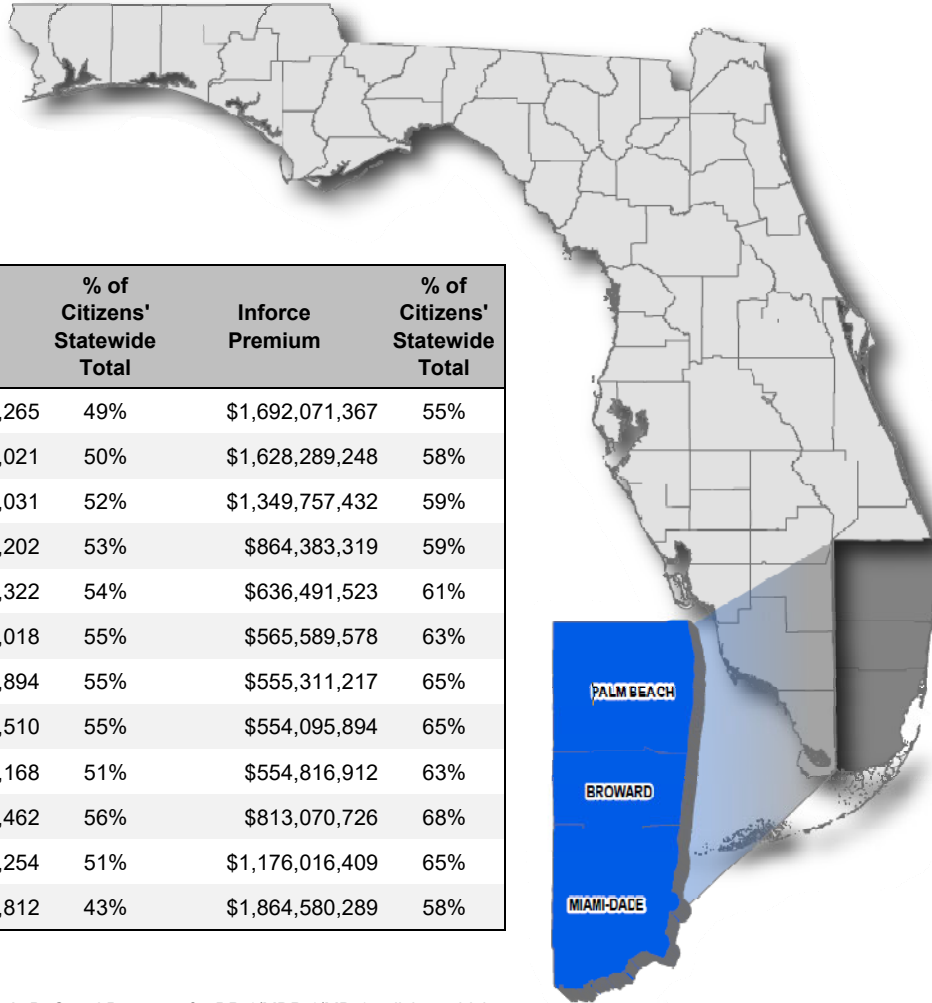 % of
Citizens'
Statewide
Total
Inforce
Premium
% of
Citizens'
Statewide
Total
,265 49% $1,692,071,367 55%
,021 50% $1,628,289,248 58%
,031 52% $1,349,757,432 59%
,202 53% $864,383,319 59%
,322 54% $636,491,523 61%
,018 55% $565,589,578 63%
,894 55% $555,311,217 65%
,510 55% $554,095,894 65%
,168 51% $554,816,912 63%
,462 56% $813,070,726 68%
,254 51% $1,176,016,409 65%
,812 43% $1,864,580,289 58%
PALM BEACH
BROWARD
MIAMI-DADE